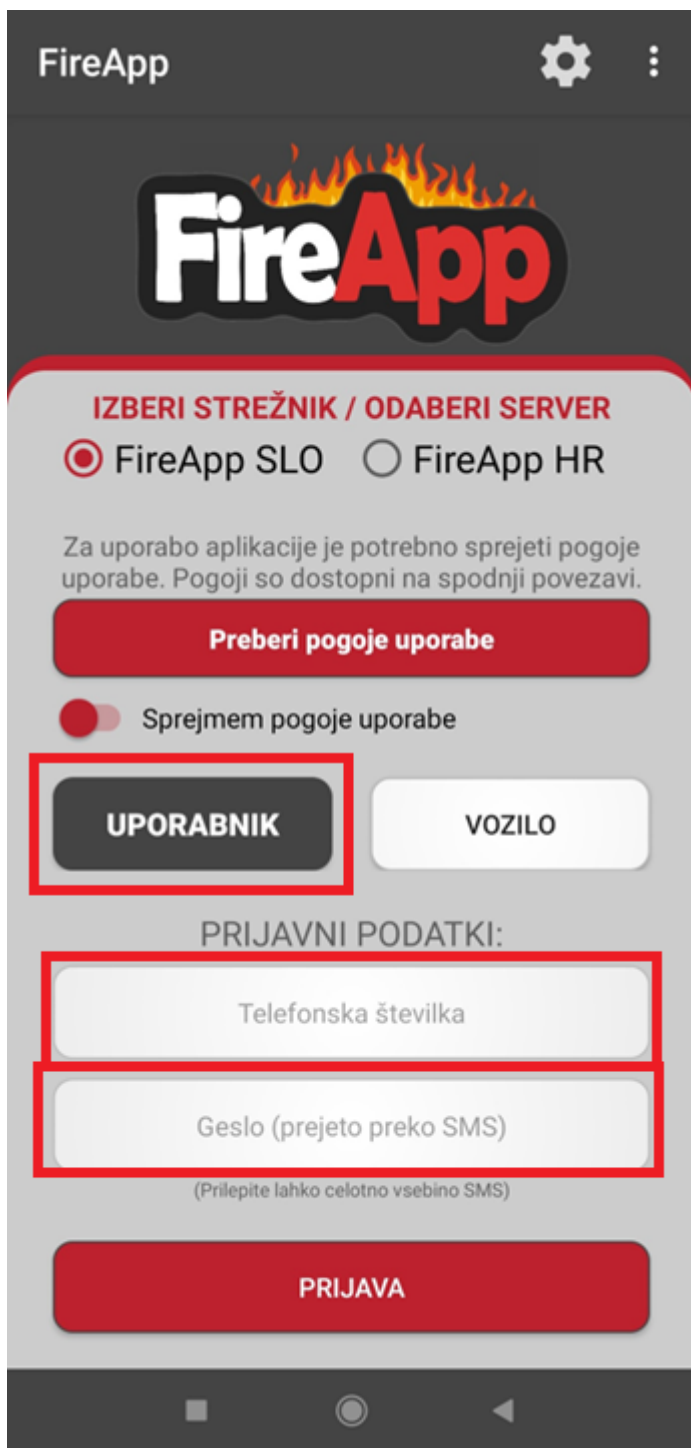 FireApp
FireApp
IZBERI STREŽNIK / ODABERI SERVER
FireApp SLO FireApp HR
Za uporabo aplikacije je potrebno sprejeti pogoje
uporabe. Pogoji so dostopni na spodnji povezavi.
Preberi pogoje uporabe
Sprejmem pogoje uporabe
UPORABNIK VOZILO
PRIJAVNI PODATKI:
Telefonska številka
Geslo (prejeto preko SMS)
(Prilepite lahko celotno vsebino SMS)
PRIJAVA